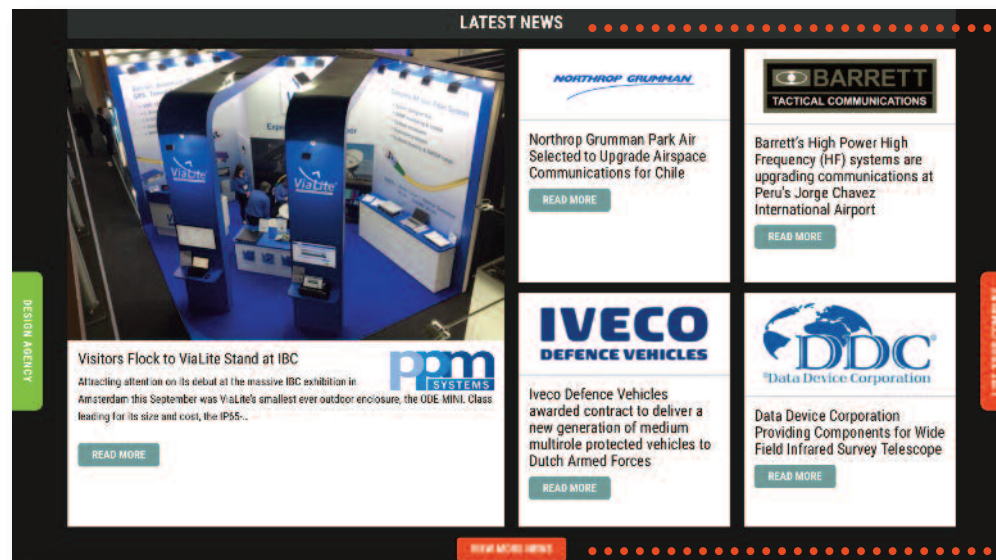 LATEST NEWS
ViaLite
ViaLite
Visitors Flock to ViaLite Stand at IBC
ppm
SYSTEMS
Attracting attention on its debut at the massive IBC exhibition in
Amsterdam this September was ViaLite's smallest ever outdoor enclosure, the ODE-MINI. Class
leading for its size and cost, the IP65-...
READ MORE
NORTHROP GRUMMAN
Northrop Grumman Park Air
Selected to Upgrade Airspace
Communications for Chile
READ MORE
BARRETT
TACTICAL COMMUNICATIONS
Barrett's High Power High
Frequency (HF) systems are
upgrading communications at
Peru's Jorge Chavez
International Airport
READ MORE
IVECO
DEFENCE VEHICLES
Iveco Defence Vehicles
awarded contract to deliver a
new generation of medium
multirole protected vehicles to
Dutch Armed Forces
READ MORE
DDC®
Data Device Corporation
Data Device Corporation
Providing Components for Wide
Field Infrared Survey Telescope
READ MORE
DESIGN AGENCY
VIEW MORE NEWS